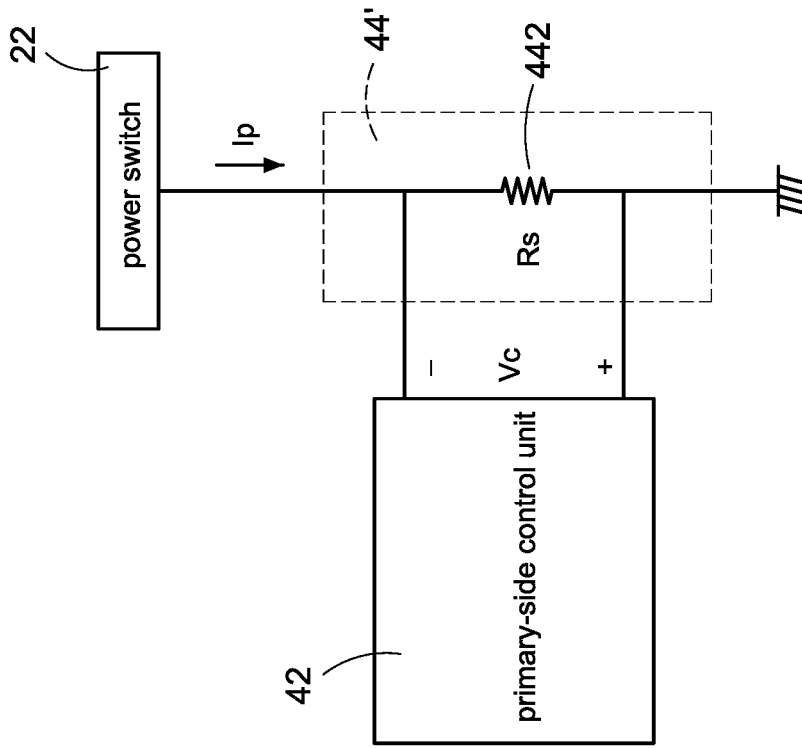 22
power switch
Ip
44'
442
Rs
−
Vc
+
42
primary-side control unit